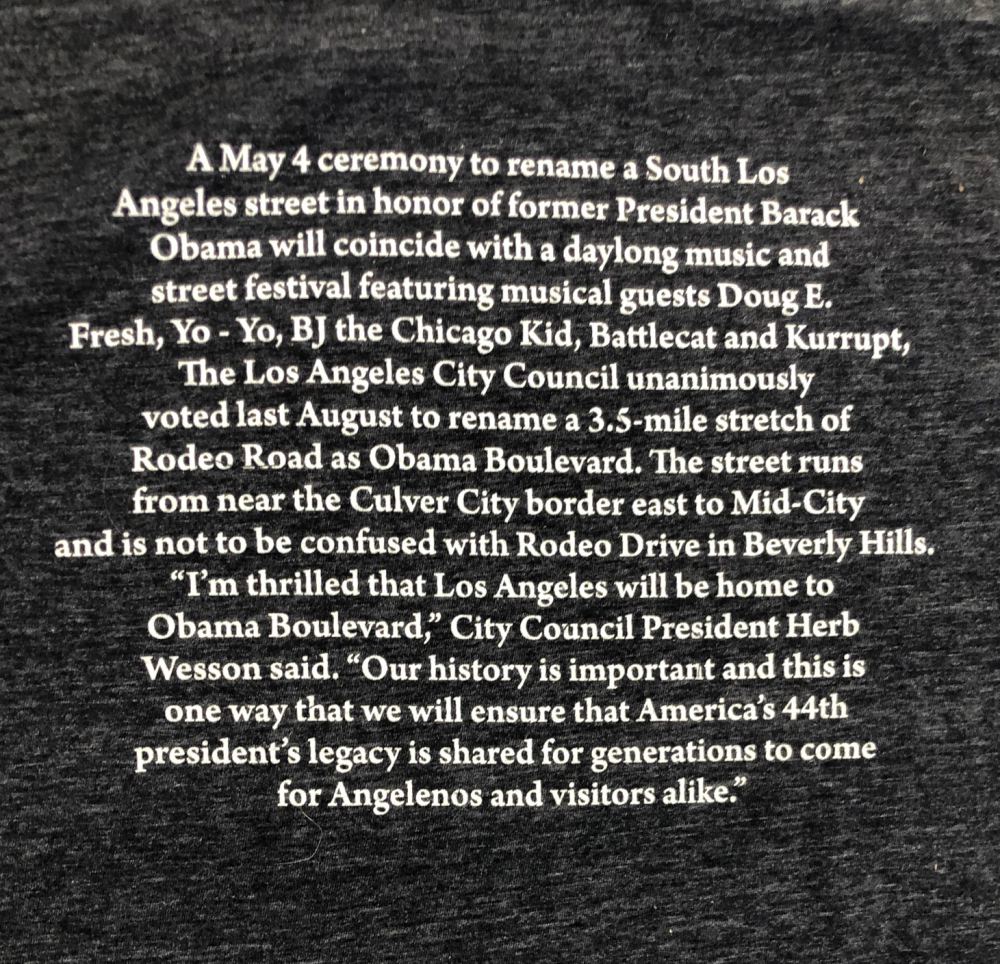 A May 4 ceremony to rename a South Los
Angeles street in honor of former President Barack
Obama will coincide with a daylong music and
street festival featuring musical guests Doug E.
Fresh, Yo - Yo, BJ the Chicago Kid, Battlecat and Kurrupt,
The Los Angeles City Council unanimously
voted last August to rename a 3.5-mile stretch of
Rodeo Road as Obama Boulevard. The street runs
from near the Culver City border east to Mid-City
and is not to be confused with Rodeo Drive in Beverly Hills.
“I’m thrilled that Los Angeles will be home to
Obama Boulevard,” City Council President Herb
Wesson said. “Our history is important and this is
one way that we will ensure that America’s 44th
president’s legacy is shared for generations to come
for Angelenos and visitors alike.”